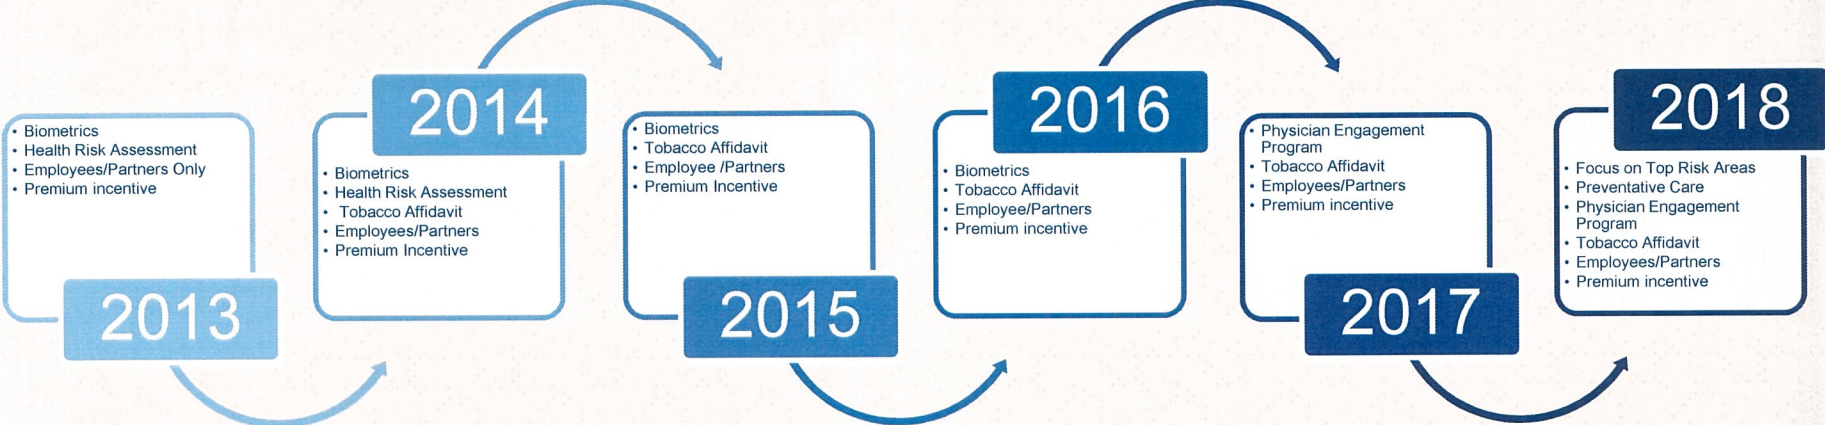 • Biometrics
• Health Risk Assessment
• Employees/Partners Only
• Premium incentive
2013
2014
• Biometrics
• Health Risk Assessment
• Tobacco Affidavit
• Employees/Partners
• Premium Incentive
• Biometrics
• Tobacco Affidavit
• Employee /Partners
• Premium Incentive
2015
2016
• Biometrics
• Tobacco Affidavit
• Employee/Partners
• Premium incentive
• Physician Engagement
Program
• Tobacco Affidavit
• Employees/Partners
• Premium incentive
2017
2018
• Focus on Top Risk Areas
• Preventative Care
• Physician Engagement
Program
• Tobacco Affidavit
• Employees/Partners
• Premium incentive